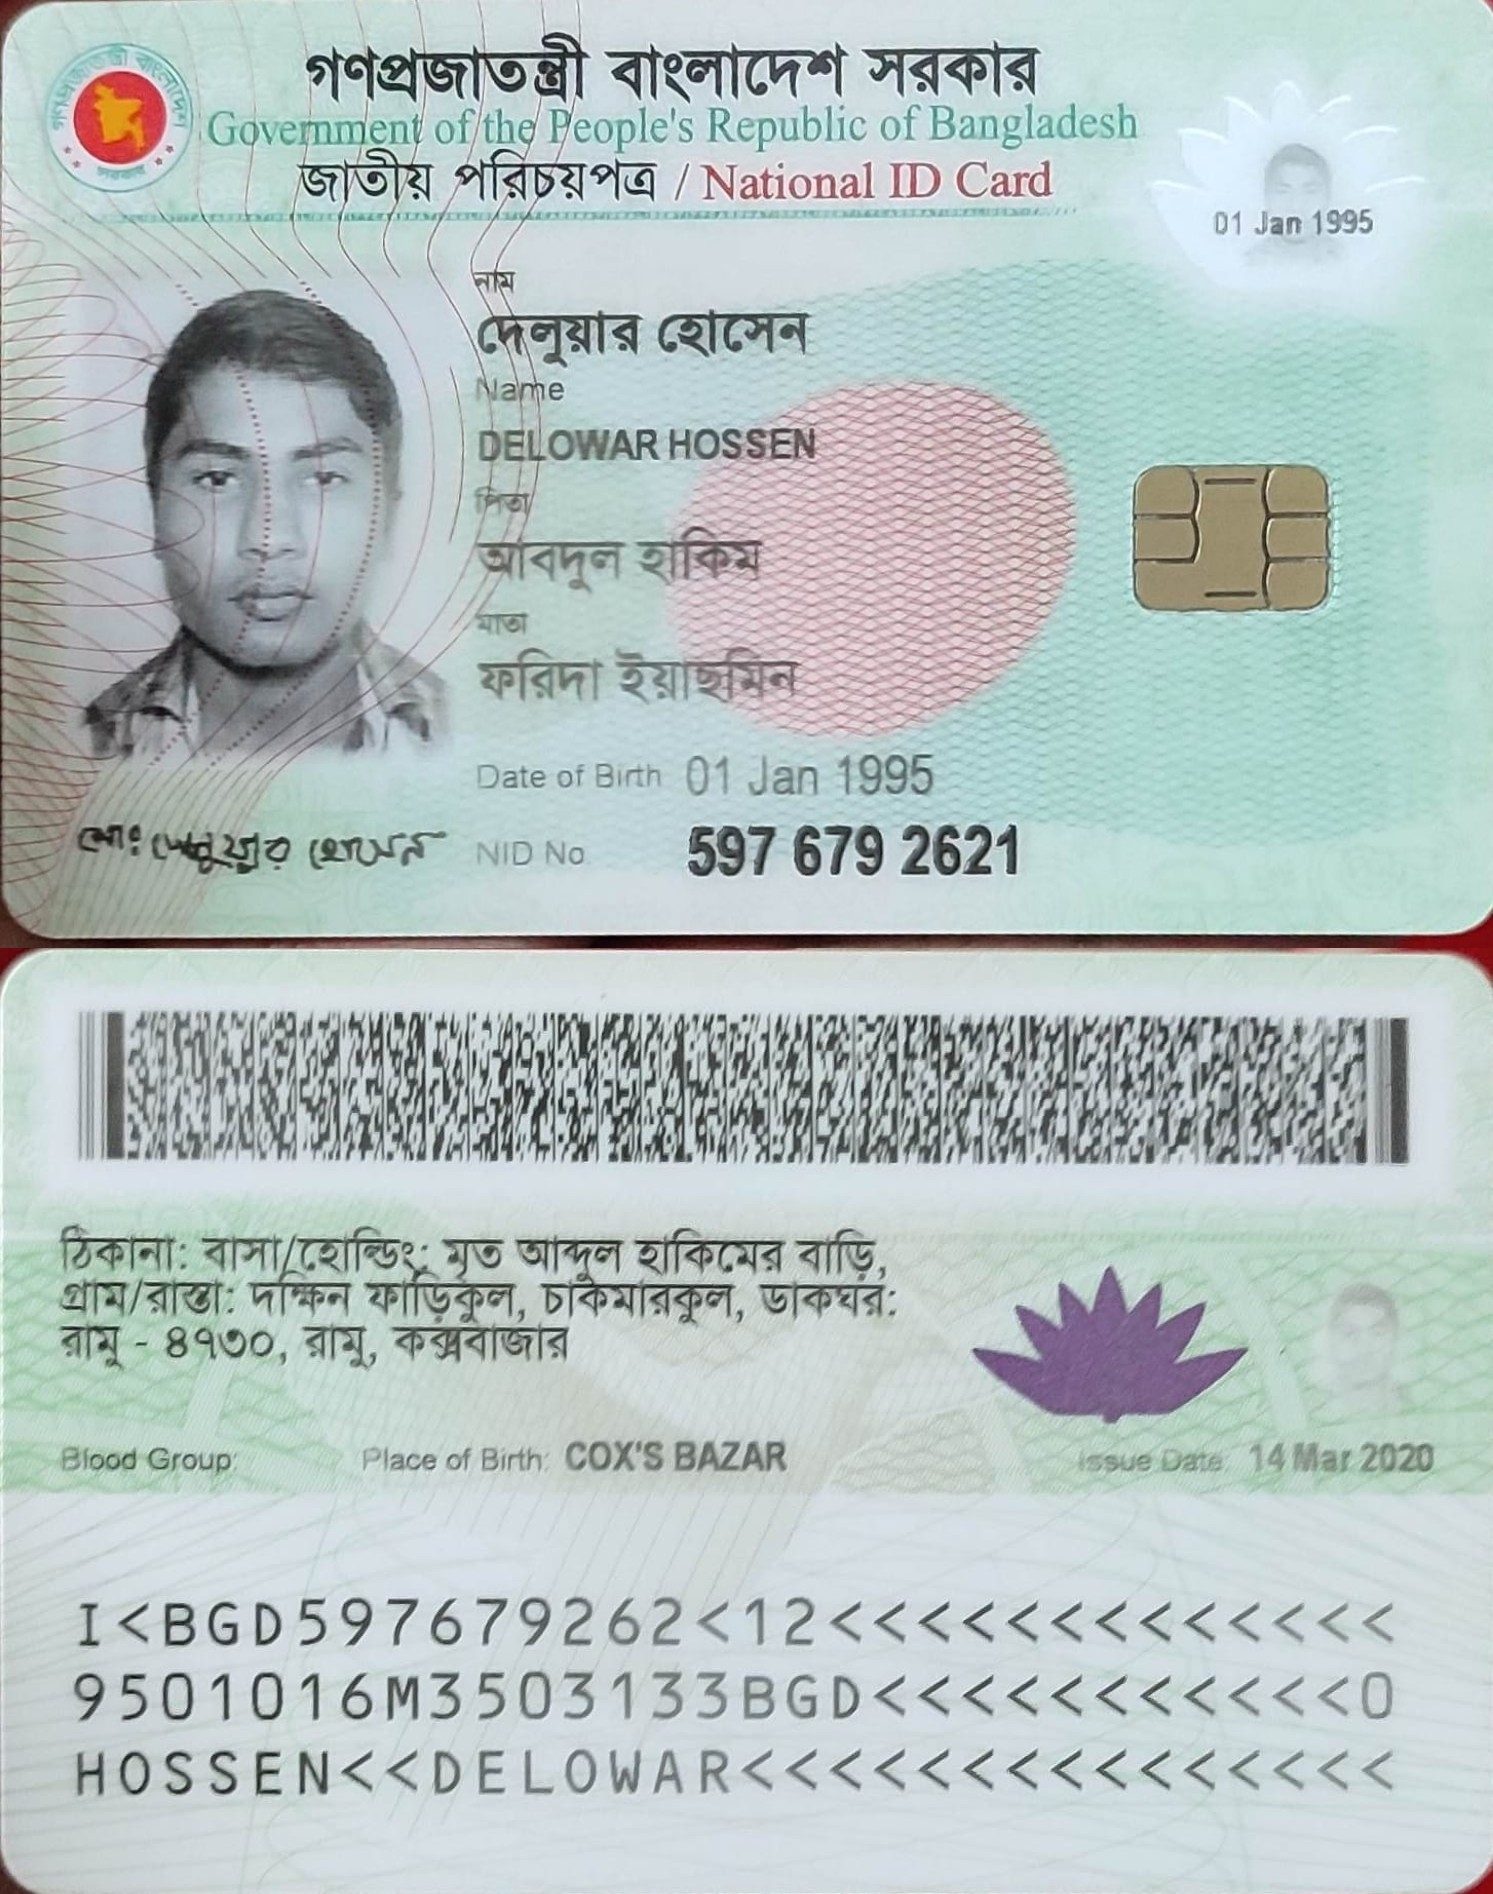 গণপ্রজাতন্ত্রী বাংলাদেশ সরকার
Government of the People's Republic of Bangladesh
জাতীয় পরিচয়পত্র / National ID Card
01 Jan 1995
নাম
দেলুয়ার হোসেন
Name
DELOWAR HOSSEN
পিতা
আবদুল হাকিম
মাতা
ফরিদা ইয়াছমিন
Date of Birth 01 Jan 1995
মোঃ দেলুয়ার হোসেন
NID No 597 679 2621
ঠিকানা: বাসা/হোল্ডিং: মৃত আব্দুল হাকিমের বাড়ি,
গ্রাম/রাস্তা: দক্ষিন ফাড়িকুল, চাকমারকুল, ডাকঘর:
রামু - ৪৭৩০, রামু, কক্সবাজার
Blood Group: Place of Birth: COX'S BAZAR Issue Date: 14 Mar 2020
I<BGD597679262<12<<<<<<<<<<<<<
9501016M3503133BGD<<<<<<<<<<<0
HOSSEN<<DELOWAR<<<<<<<<<<<<<<<